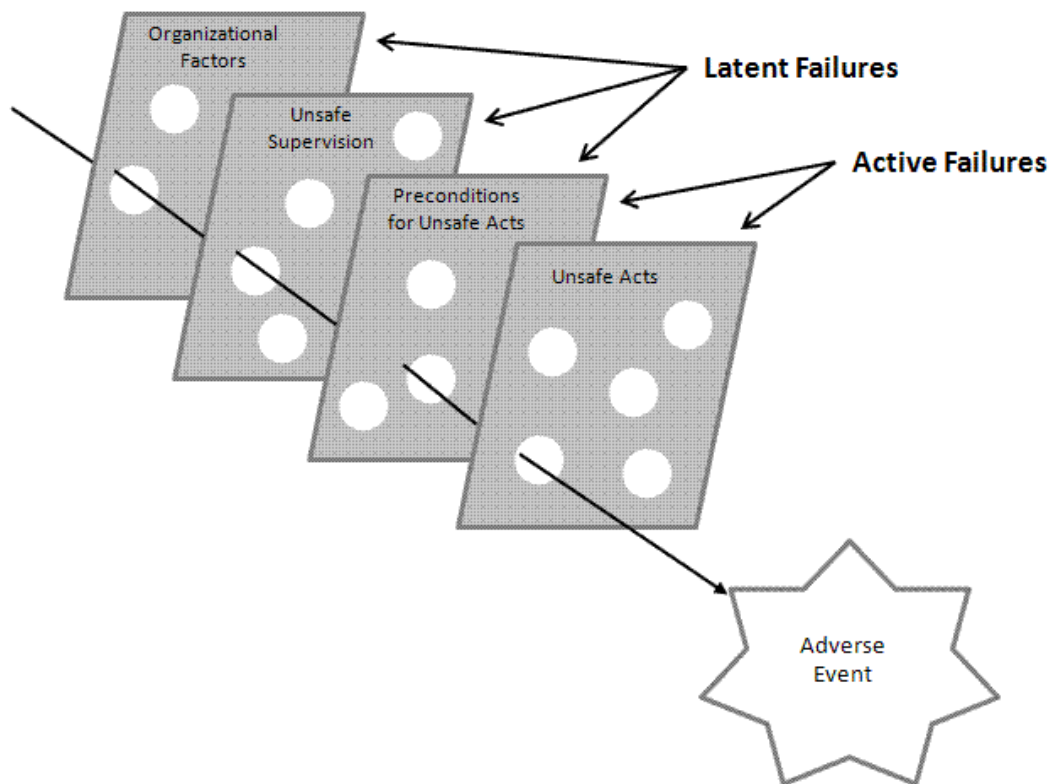 Organizational
Factors
Latent Failures
Unsafe
Supervision
Active Failures
Preconditions
for Unsafe Acts
Unsafe Acts
Adverse
Event